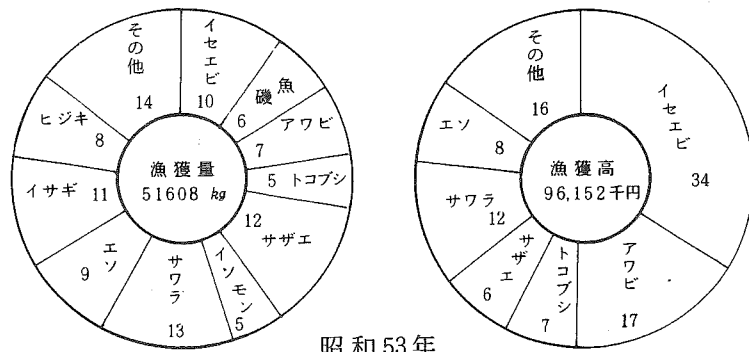 イセエビ
10
磯魚
6
アワビ
7
トコブシ
5
サザエ
12
イソモン
5
サワラ
13
エソ
9
イサギ
11
ヒジキ
8
その他
14
漁獲量
51608 kg
イセエビ
34
アワビ
17
トコブシ
7
サザエ
6
サワラ
12
エソ
8
その他
16
漁獲高
96,152千円
昭和53年